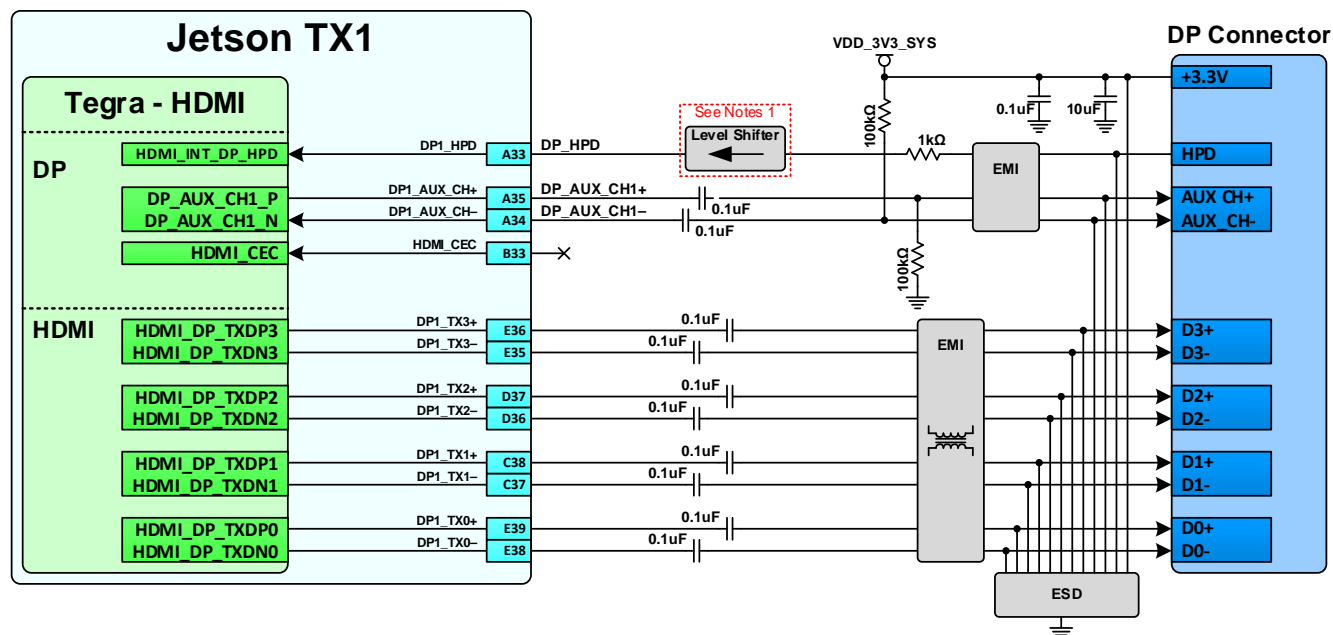 Jetson TX1
DP Connector
VDD_3V3_SYS
+3.3V
Tegra - HDMI
0.1uF
10uF
See Notes 1
Level Shifter
100kΩ
1kΩ
DP
HDMI_INT_DP_HPD
DP1_HPD
A33
DP_HPD
EMI
HPD
DP_AUX_CH1_P
DP1_AUX_CH+
A35
DP_AUX_CH1+
0.1uF
AUX CH+
DP_AUX_CH1_N
DP1_AUX_CH–
A34
DP_AUX_CH1–
0.1uF
AUX_CH-
HDMI_CEC
HDMI_CEC
B33
100kΩ
HDMI
HDMI_DP_TXDP3
DP1_TX3+
E36
0.1uF
EMI
D3+
HDMI_DP_TXDN3
DP1_TX3–
E35
0.1uF
D3-
HDMI_DP_TXDP2
DP1_TX2+
D37
0.1uF
D2+
HDMI_DP_TXDN2
DP1_TX2–
D36
0.1uF
D2-
HDMI_DP_TXDP1
DP1_TX1+
C38
0.1uF
D1+
HDMI_DP_TXDN1
DP1_TX1–
C37
0.1uF
D1-
HDMI_DP_TXDP0
DP1_TX0+
E39
0.1uF
D0+
HDMI_DP_TXDN0
DP1_TX0–
E38
0.1uF
D0-
ESD